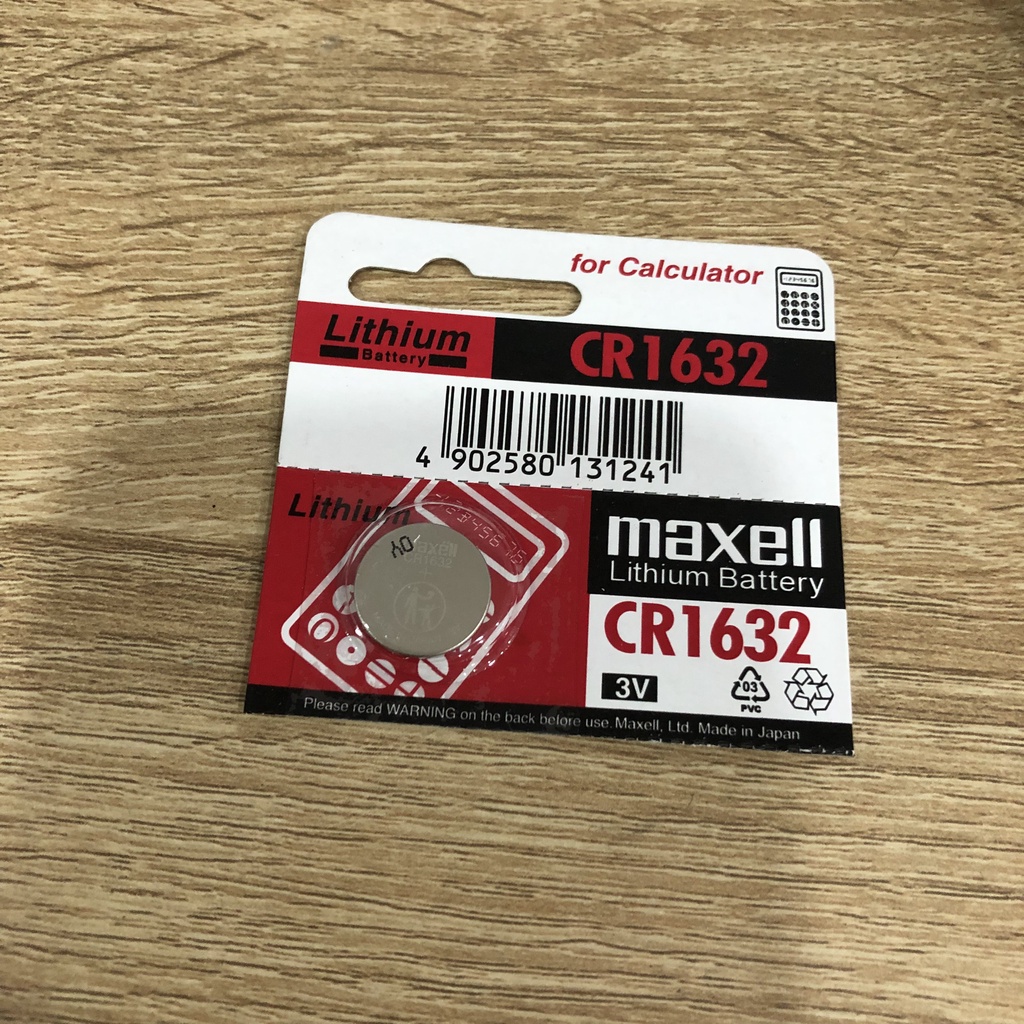 for Calculator
Lithium
Battery
CR1632
4 902580 131241
Lithium
maxell
CR1632
maxell
Lithium Battery
CR1632
3V
03
PVC
Please read WARNING on the back before use. Maxell, Ltd. Made in Japan